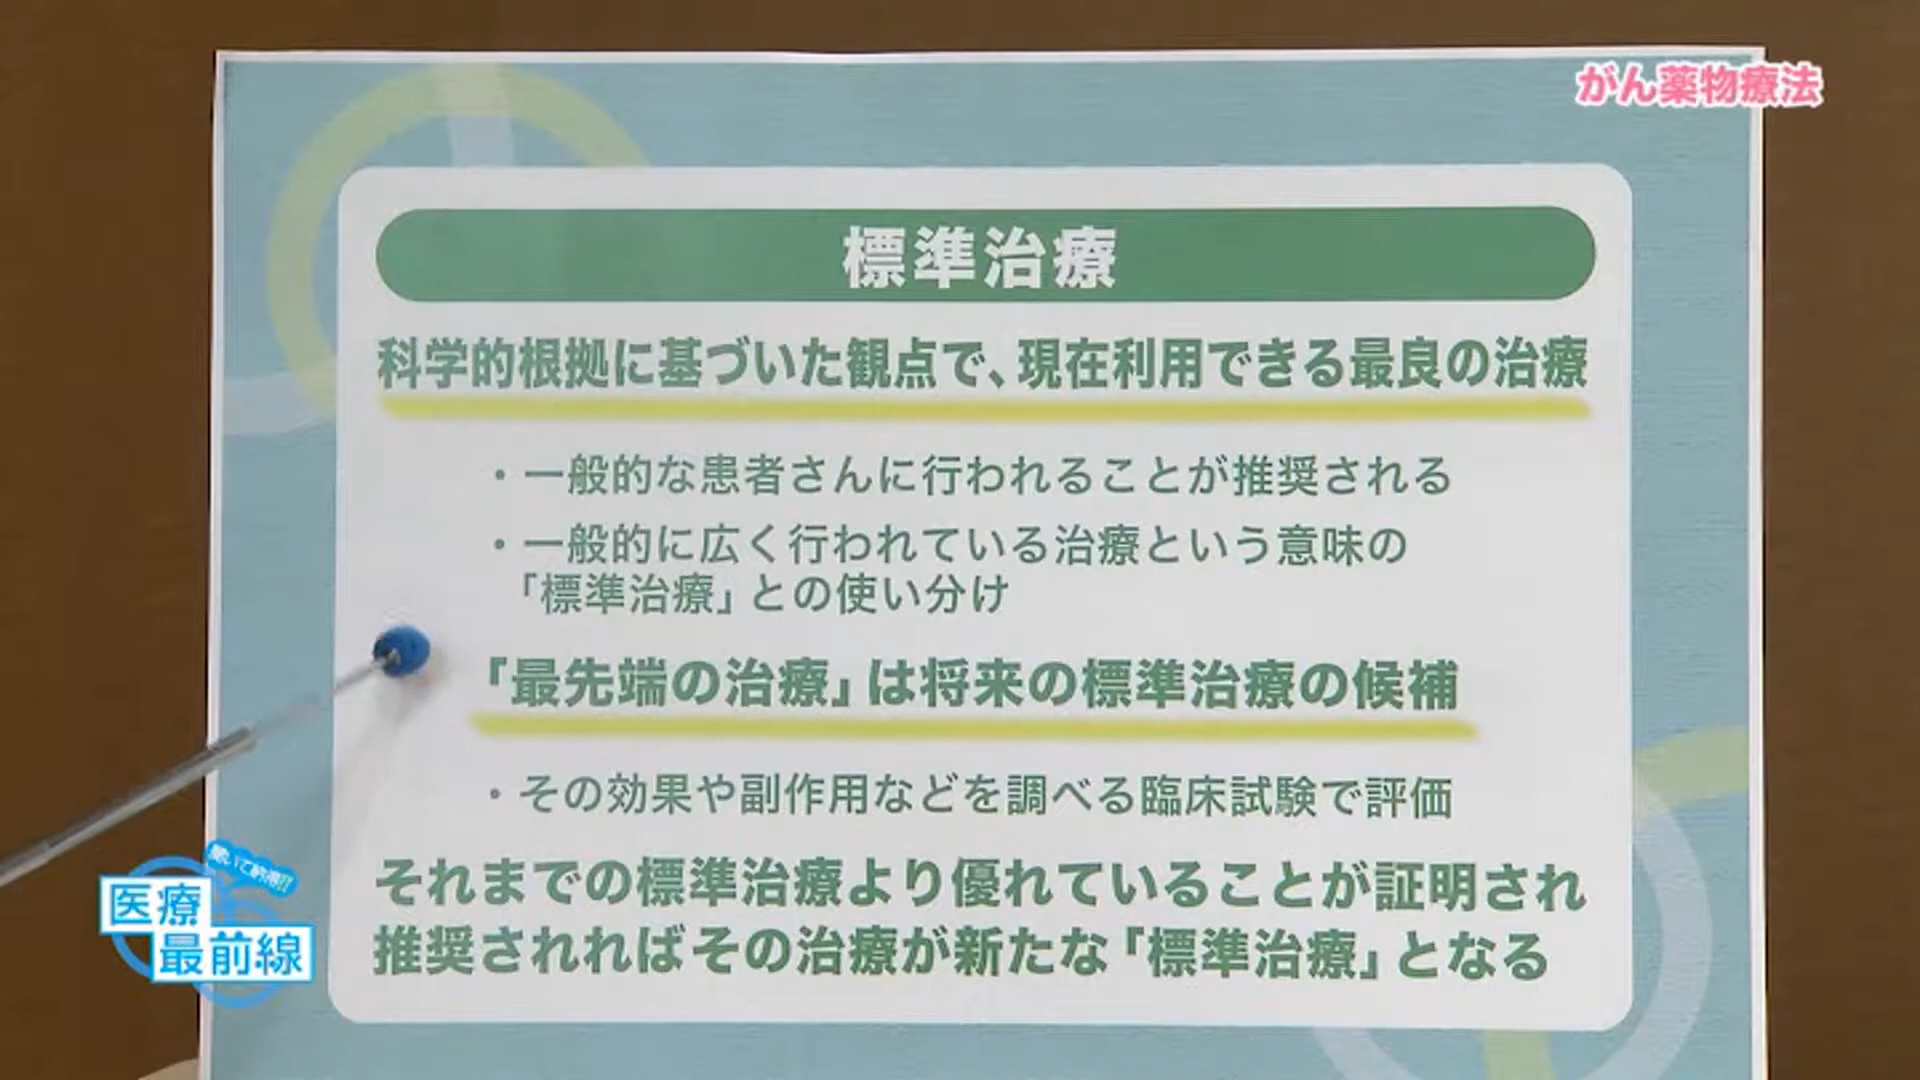 がん薬物療法
標準治療
科学的根拠に基づいた観点で、現在利用できる最良の治療
・一般的な患者さんに行われることが推奨される
・一般的に広く行われている治療という意味の
「標準治療」との使い分け
「最先端の治療」は将来の標準治療の候補
・その効果や副作用などを調べる臨床試験で評価
それまでの標準治療より優れていることが証明され
推奨されればその治療が新たな「標準治療」となる
聞いて納得!!
医療
最前線